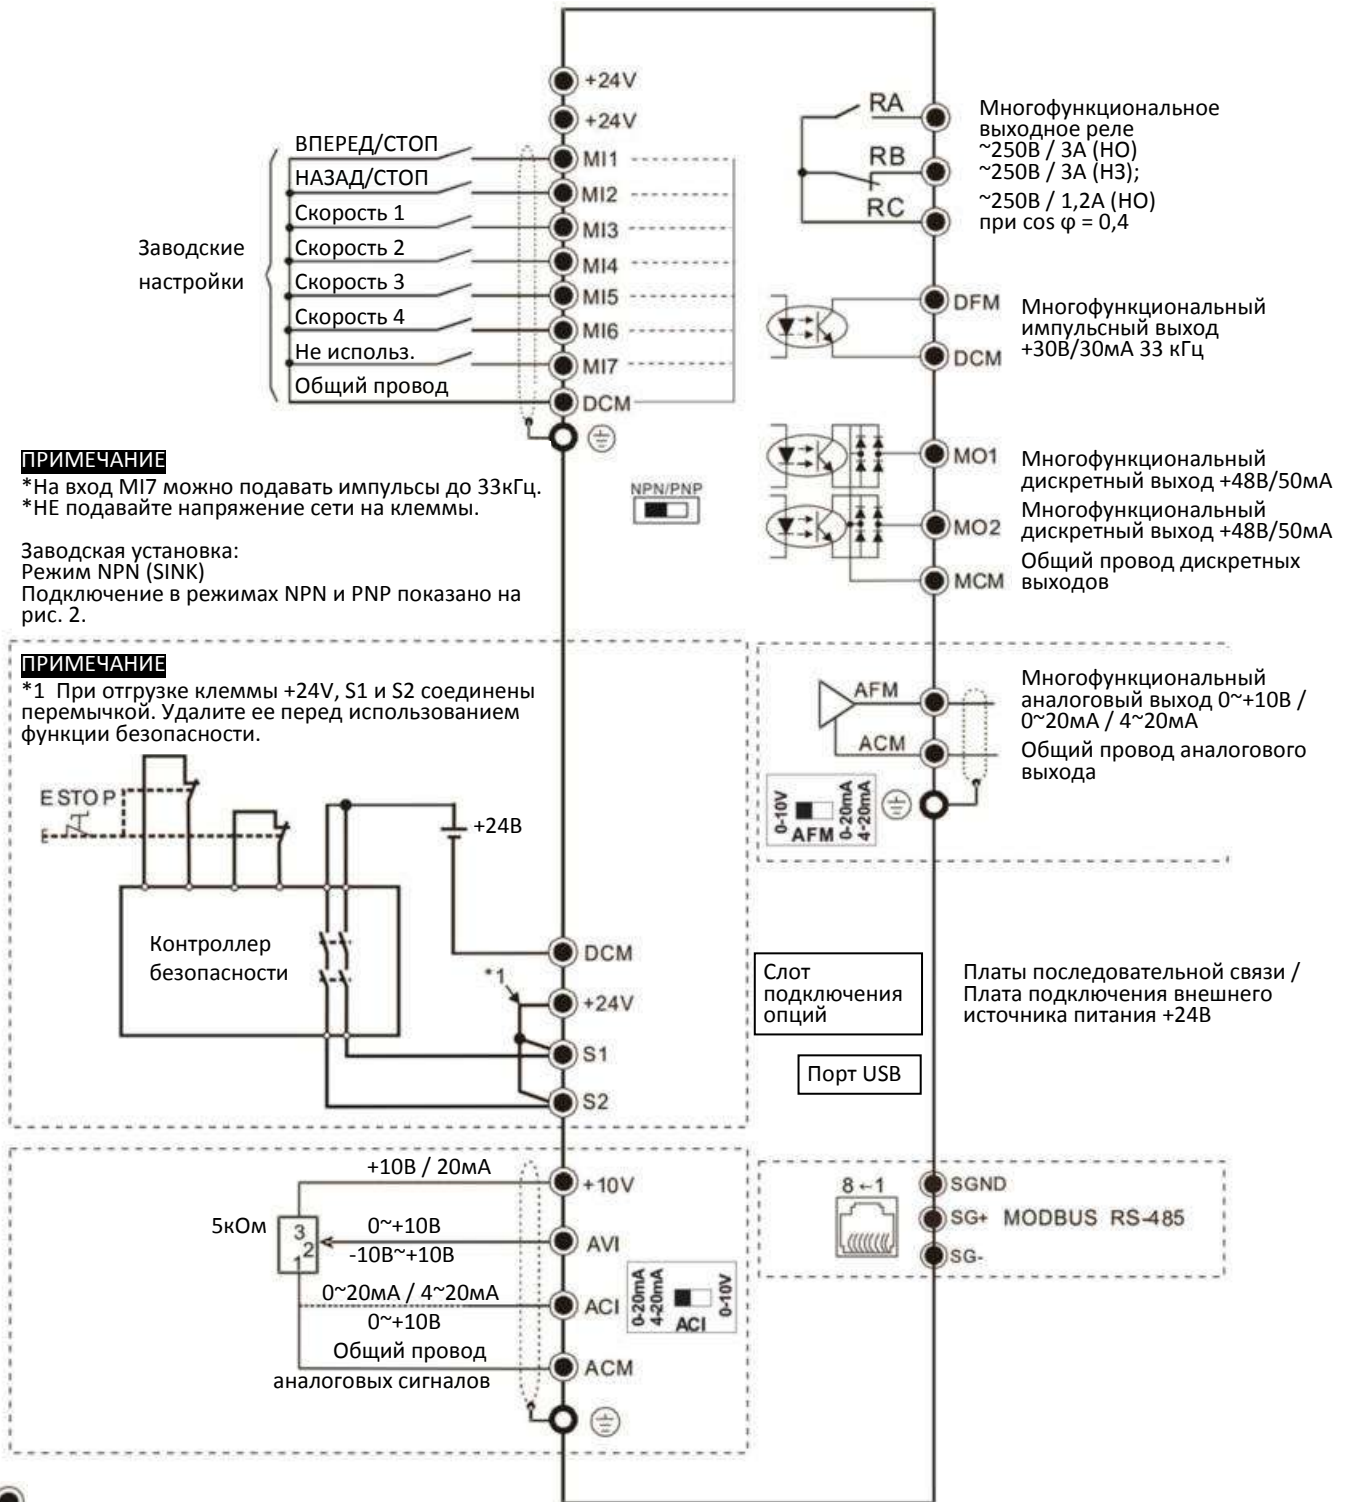 +24V
+24V
ВПЕРЕД/СТОП
MI1
НАЗАД/СТОП
MI2
Скорость 1
MI3
Заводские
настройки
Скорость 2
MI4
Скорость 3
MI5
Скорость 4
MI6
Не использ.
MI7
Общий провод
DCM
RA
RB
RC
Многофункциональное
выходное реле
~250В / 3А (НО)
~250В / 3А (НЗ);
~250В / 1,2А (НО)
при cos φ = 0,4
DFM
DCM
Многофункциональный
импульсный выход
+30В/30мА 33 кГц
ПРИМЕЧАНИЕ
*На вход MI7 можно подавать импульсы до 33кГц.
*НЕ подавайте напряжение сети на клеммы.
Заводская установка:
Режим NPN (SINK)
Подключение в режимах NPN и PNP показано на
рис. 2.
NPN/PNP
MO1
Многофункциональный
дискретный выход +48В/50мА
MO2
Многофункциональный
дискретный выход +48В/50мА
MCM
Общий провод дискретных
выходов
ПРИМЕЧАНИЕ
*1 При отгрузке клеммы +24V, S1 и S2 соединены
перемычкой. Удалите ее перед использованием
функции безопасности.
E STOP
+24В
Контроллер
безопасности
DCM
*1
+24V
S1
S2
AFM
ACM
Многофункциональный
аналоговый выход 0~+10В /
0~20мА / 4~20мА
Общий провод аналогового
выхода
0-10V
AFM
0-20mA
4-20mA
Слот
подключения
опций
Платы последовательной связи /
Плата подключения внешнего
источника питания +24В
Порт USB
+10В / 20мА
+10V
5кОм
3
2
1
0~+10В
-10В~+10В
AVI
0~20мА / 4~20мА
0~+10В
ACI
0-20mA
4-20mA
ACI
0-10V
Общий провод
аналоговых сигналов
ACM
8←1
SGND
SG+ MODBUS RS-485
SG-